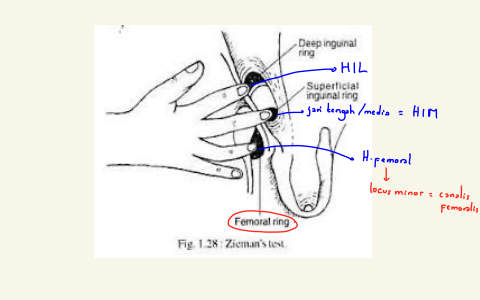 Deep inguinal
ring
HIL
Superficial
inguinal ring
jari tengah/media = HIM
H. femoral
locus minor = canalis
femoralis
Femoral ring
Fig. 1.28 : Zieman's test.